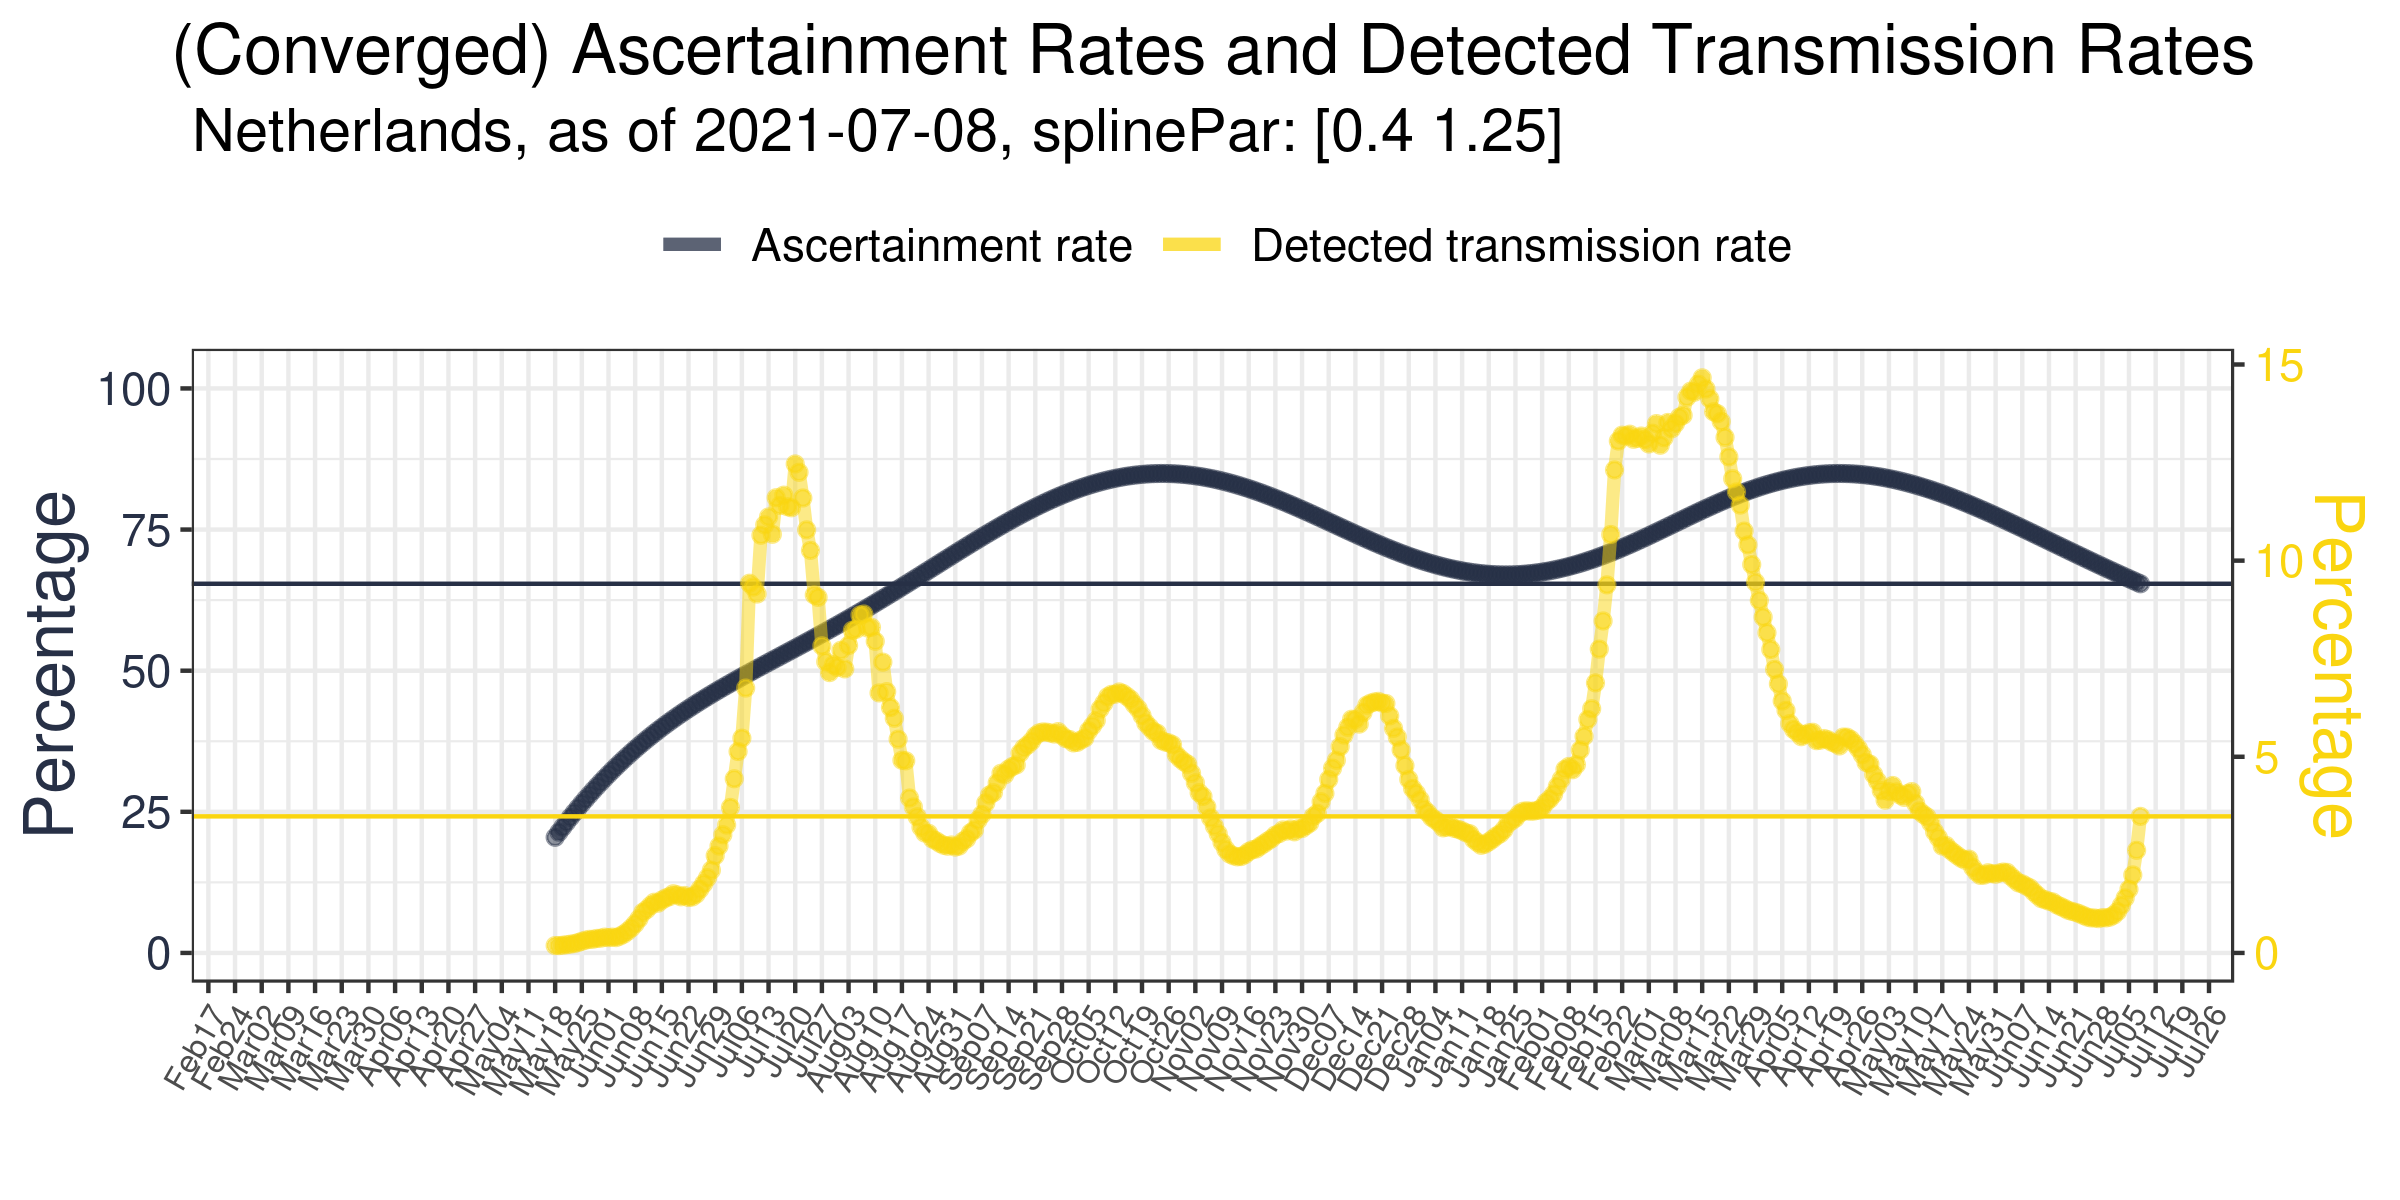 (Converged) Ascertainment Rates and Detected Transmission Rates
Netherlands, as of 2021-07-08, splinePar: [0.4 1.25]
Ascertainment rate Detected transmission rate
Percentage
100
75
50
25
0
15
10
5
0
Percentage
Feb17 Feb24 Mar02 Mar09 Mar16 Mar23 Mar30 Apr06 Apr13 Apr20 Apr27 May04 May11 May18 May25 Jun01 Jun08 Jun15 Jun22 Jun29 Jul06 Jul13 Jul20 Jul27 Aug03 Aug10 Aug17 Aug24 Aug31 Sep07 Sep14 Sep21 Sep28 Oct05 Oct12 Oct19 Oct26 Nov02 Nov09 Nov16 Nov23 Nov30 Dec07 Dec14 Dec21 Dec28 Jan04 Jan11 Jan18 Jan25 Feb01 Feb08 Feb15 Feb22 Mar01 Mar08 Mar15 Mar22 Mar29 Apr05 Apr12 Apr19 Apr26 May03 May10 May17 May24 May31 Jun07 Jun14 Jun21 Jun28 Jun05 Jul12 Jul19 Jul26